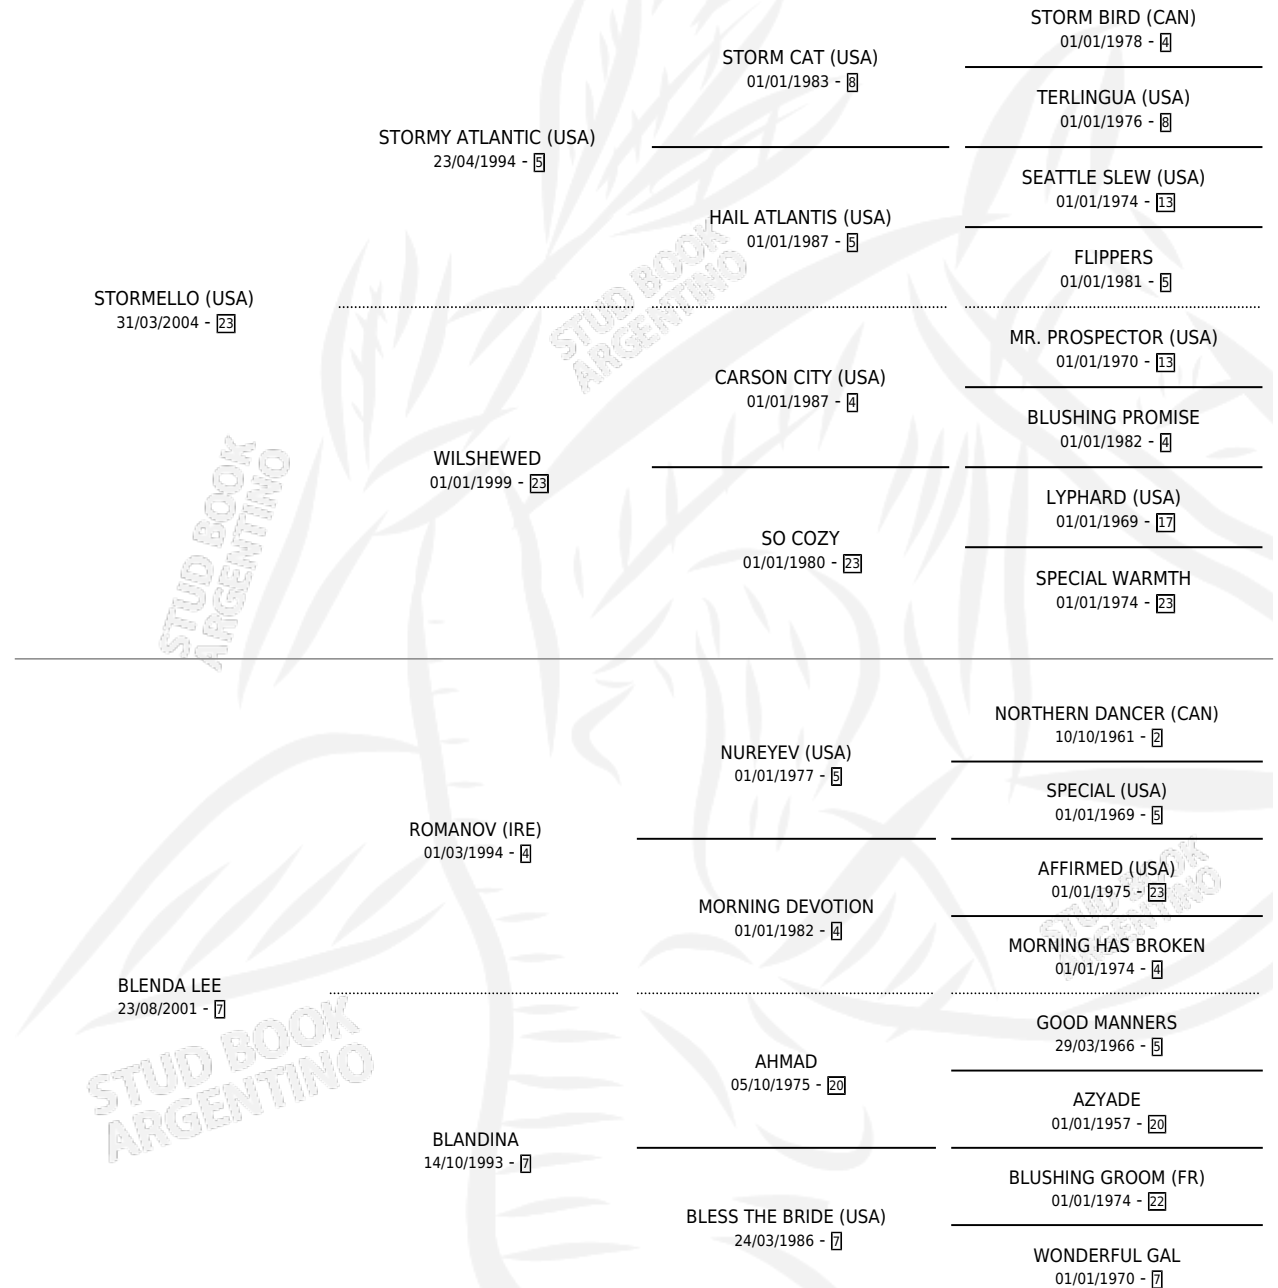 STORM BIRD (CAN)
01/01/1978 - 4
STORM CAT (USA)
01/01/1983 - 8
TERLINGUA (USA)
01/01/1976 - 8
STORMY ATLANTIC (USA)
23/04/1994 - 5
SEATTLE SLEW (USA)
01/01/1974 - 13
HAIL ATLANTIS (USA)
01/01/1987 - 5
FLIPPERS
01/01/1981 - 5
STORMELLO (USA)
31/03/2004 - 23
STUD BOOK
ARGENTINO
MR. PROSPECTOR (USA)
01/01/1970 - 13
CARSON CITY (USA)
01/01/1987 - 4
BLUSHING PROMISE
01/01/1982 - 4
WILSHEWED
01/01/1999 - 23
LYPHARD (USA)
01/01/1969 - 17
SO COZY
01/01/1980 - 23
SPECIAL WARMTH
01/01/1974 - 23
STUD BOOK
ARGENTINO
NORTHERN DANCER (CAN)
10/10/1961 - 2
NUREYEV (USA)
01/01/1977 - 5
SPECIAL (USA)
01/01/1969 - 5
ROMANOV (IRE)
01/03/1994 - 4
AFFIRMED (USA)
01/01/1975 - 23
MORNING DEVOTION
01/01/1982 - 4
MORNING HAS BROKEN
01/01/1974 - 4
STUD BOOK
ARGENTINO
BLENDA LEE
23/08/2001 - 7
GOOD MANNERS
29/03/1966 - 5
AHMAD
05/10/1975 - 20
AZYADE
01/01/1957 - 20
STUD BOOK
ARGENTINO
BLANDINA
14/10/1993 - 7
BLUSHING GROOM (FR)
01/01/1974 - 22
BLESS THE BRIDE (USA)
24/03/1986 - 7
WONDERFUL GAL
01/01/1970 - 7